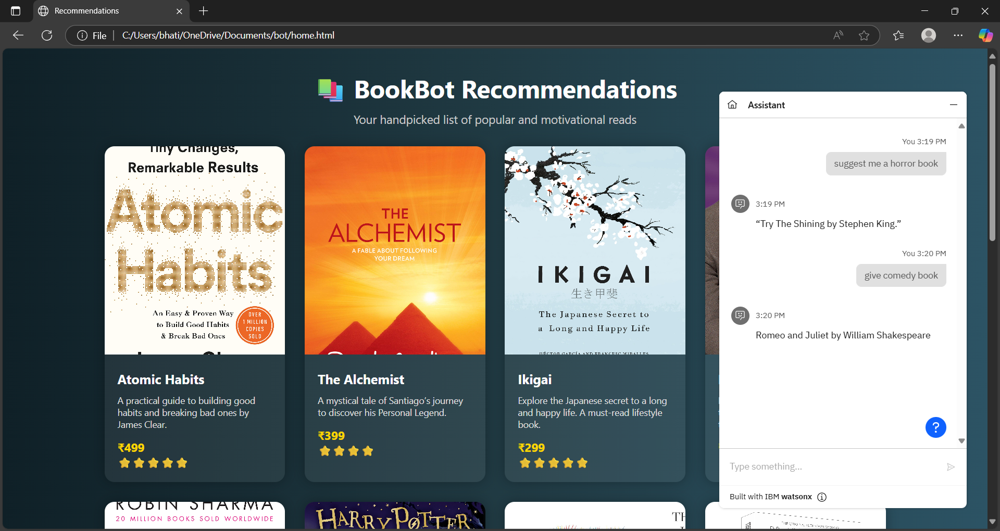 Recommendations
File
C:/Users/bhati/OneDrive/Documents/bot/home.html
BookBot Recommendations
Your handpicked list of popular and motivational reads
Tiny Changes,
Remarkable Results
Atomic
Habits
An Easy & Proven Way
to Build Good Habits
& Break Bad Ones
OVER
1 MILLION
COPIES
SOLD
Atomic Habits
A practical guide to building good
habits and breaking bad ones by
James Clear.
₹499
THE
ALCHEMIST
A FABLE ABOUT FOLLOWING
YOUR DREAM
The Alchemist
A mystical tale of Santiago's journey
to discover his Personal Legend.
₹399
IKIGAI
生き甲斐
The Japanese Secret to
a Long and Happy Life
HÉCTOR GARCÍA AND FRANCESC MIRALLES
Ikigai
Explore the Japanese secret to a long
and happy life. A must-read lifestyle
book.
₹299
ROBIN SHARMA
20 MILLION BOOKS SOLD WORLDWIDE
HARRY POTTER
Assistant
You 3:19 PM
suggest me a horror book
3:19 PM
“Try The Shining by Stephen King.”
You 3:20 PM
give comedy book
3:20 PM
Romeo and Juliet by William Shakespeare
?
Type something...
Built with IBM watsonx